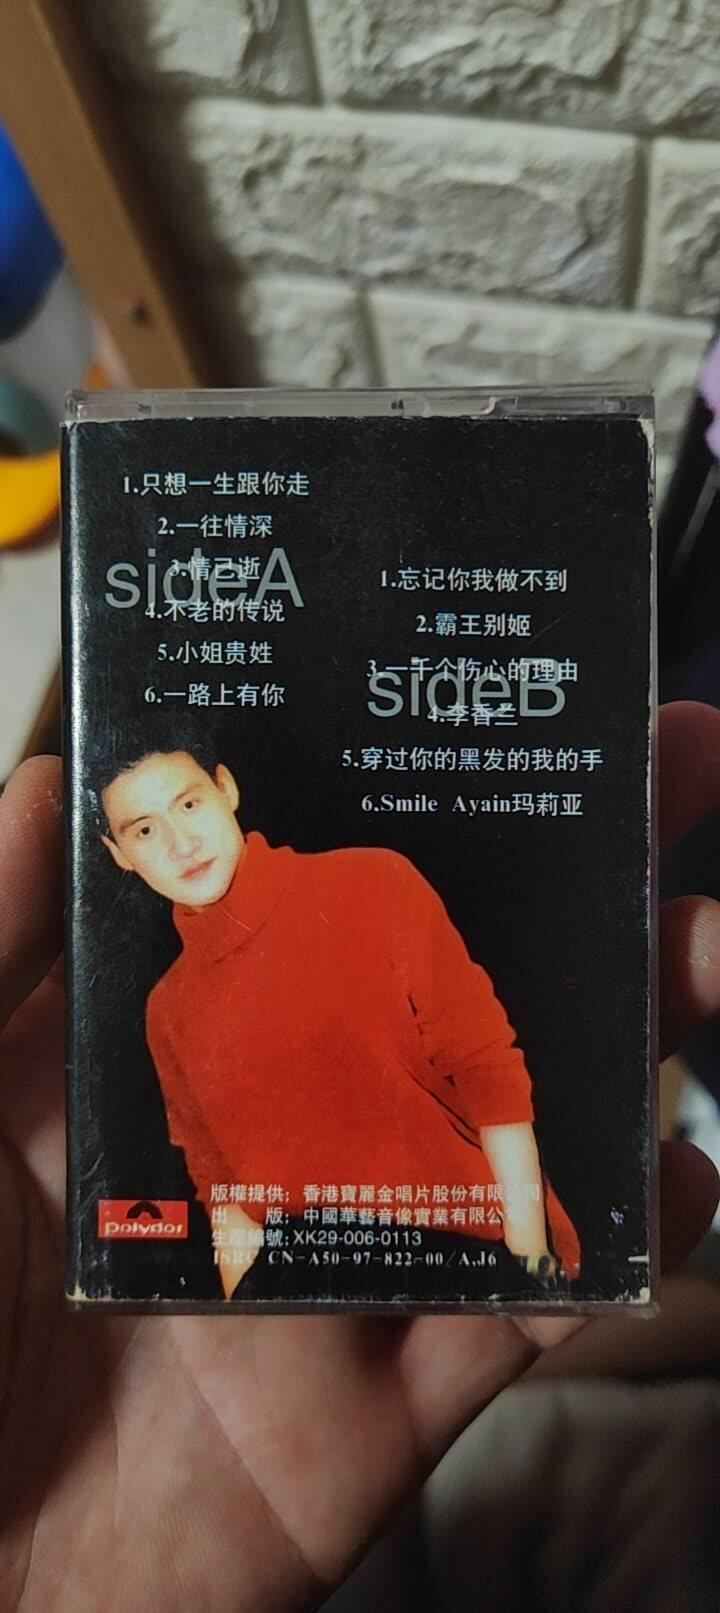 1.只想一生跟你走
2.一往情深
sideA
3.情已逝
4.不老的传说
5.小姐贵姓
6.一路上有你
1.忘记你我做不到
2.霸王别姬
3.一千个伤心的理由
sideB
4.李香兰
5.穿过你的黑发的我的手
6.Smile Ayain玛莉亚
polydor
版權提供：香港寶麗金唱片股份有限公司
出 版：中國華藝音像實業有限公司
生產編號:XK29-006-0113
ISRC CN-A50-97-822-00/A.J6